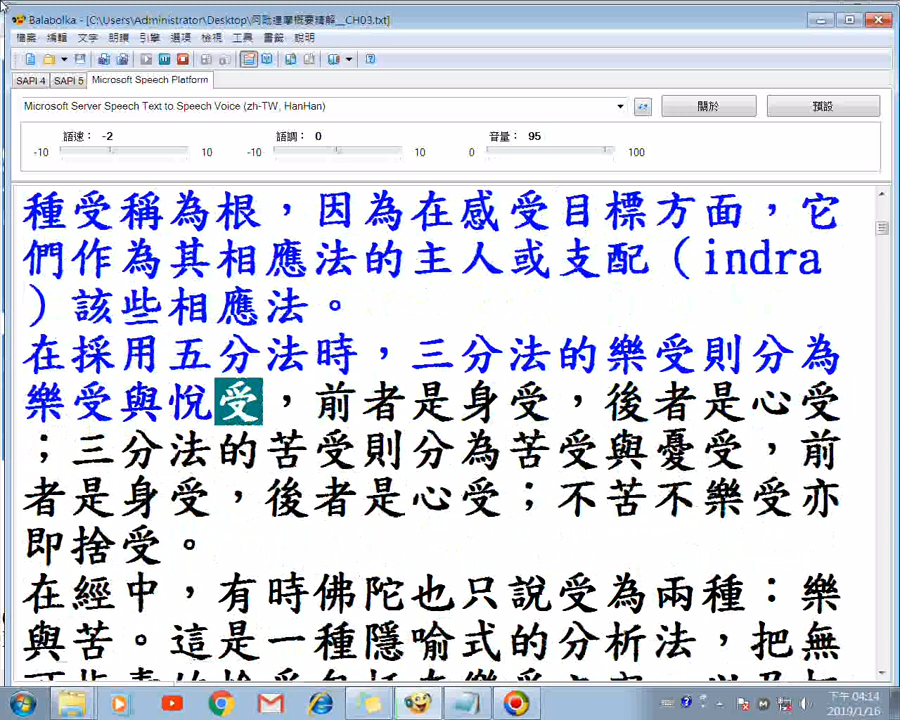 Balabolka - [C:\Users\Administrator\Desktop\阿毗達摩概要精解__CH03.txt]
檔案 編輯 文字 朗讀 引擎 選項 檢視 工具 書籤 說明
SAPI 4 SAPI 5 Microsoft Speech Platform
Microsoft Server Speech Text to Speech Voice (zh-TW, HanHan) 關於 預設
語速： -2 語調： 0 音量： 95
-10 10 -10 10 0 100
種受稱為根，因為在感受目標方面，它
們作為其相應法的主人或支配（indra
）該些相應法。
在採用五分法時，三分法的樂受則分為
樂受與悅受，前者是身受，後者是心受
；三分法的苦受則分為苦受與憂受，前
者是身受，後者是心受；不苦不樂受亦
即捨受。
在經中，有時佛陀也只說受為兩種：樂
與苦。這是一種隱喻式的分析法，把無
下午 04:14
2019/1/16